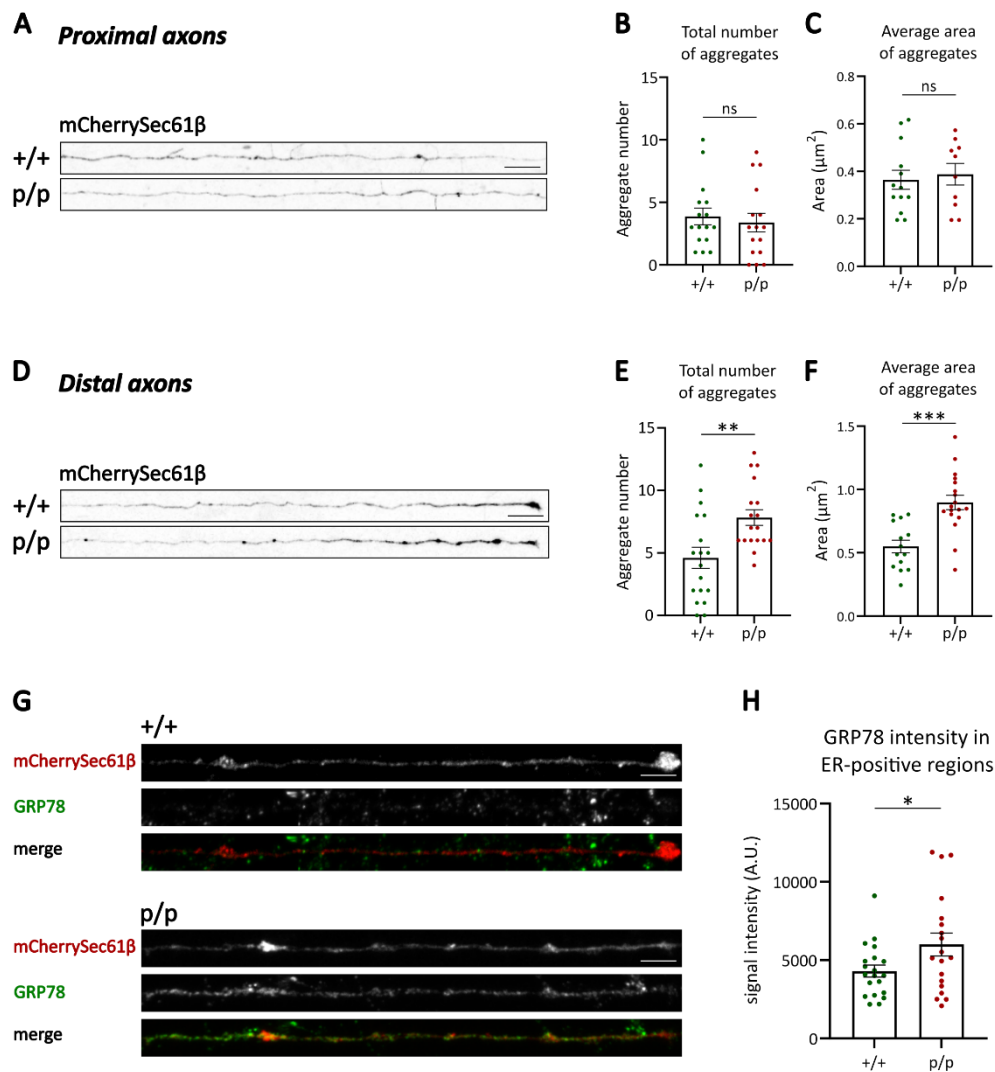 A
Proximal axons
mCherrySec61β
+/+
p/p
B
Total number
of aggregates
Aggregate number
15
10
5
0
ns
+/+
p/p
C
Average area
of aggregates
Area (µm²)
0.8
0.6
0.4
0.2
0.0
ns
+/+
p/p
D
Distal axons
mCherrySec61β
+/+
p/p
E
Total number
of aggregates
Aggregate number
15
10
5
0
**
+/+
p/p
F
Average area
of aggregates
Area (µm²)
1.5
1.0
0.5
0.0
***
+/+
p/p
G
+/+
mCherrySec61β
GRP78
merge
p/p
mCherrySec61β
GRP78
merge
H
GRP78 intensity in
ER-positive regions
signal intensity (A.U.)
15000
10000
5000
0
*
+/+
p/p